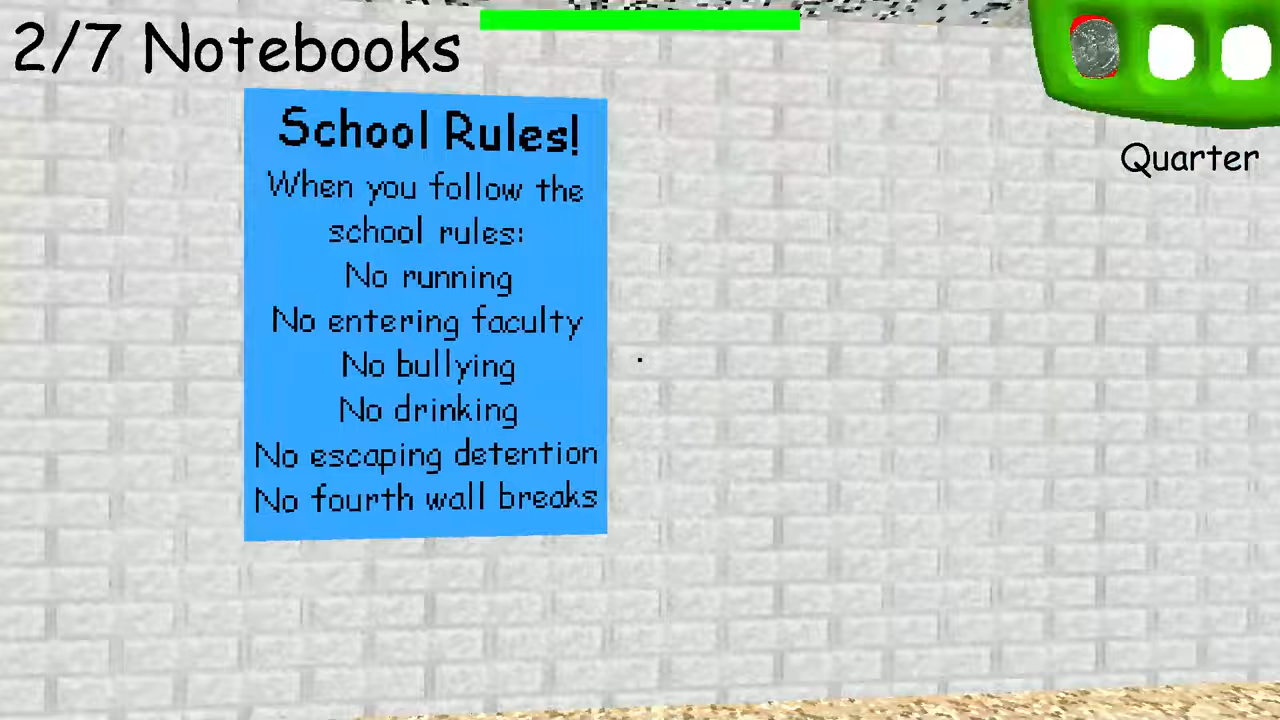 2/7 Notebooks
Quarter
School Rules!
When you follow the
school rules:
No running
No entering faculty
No bullying
No drinking
No escaping detention
No fourth wall breaks